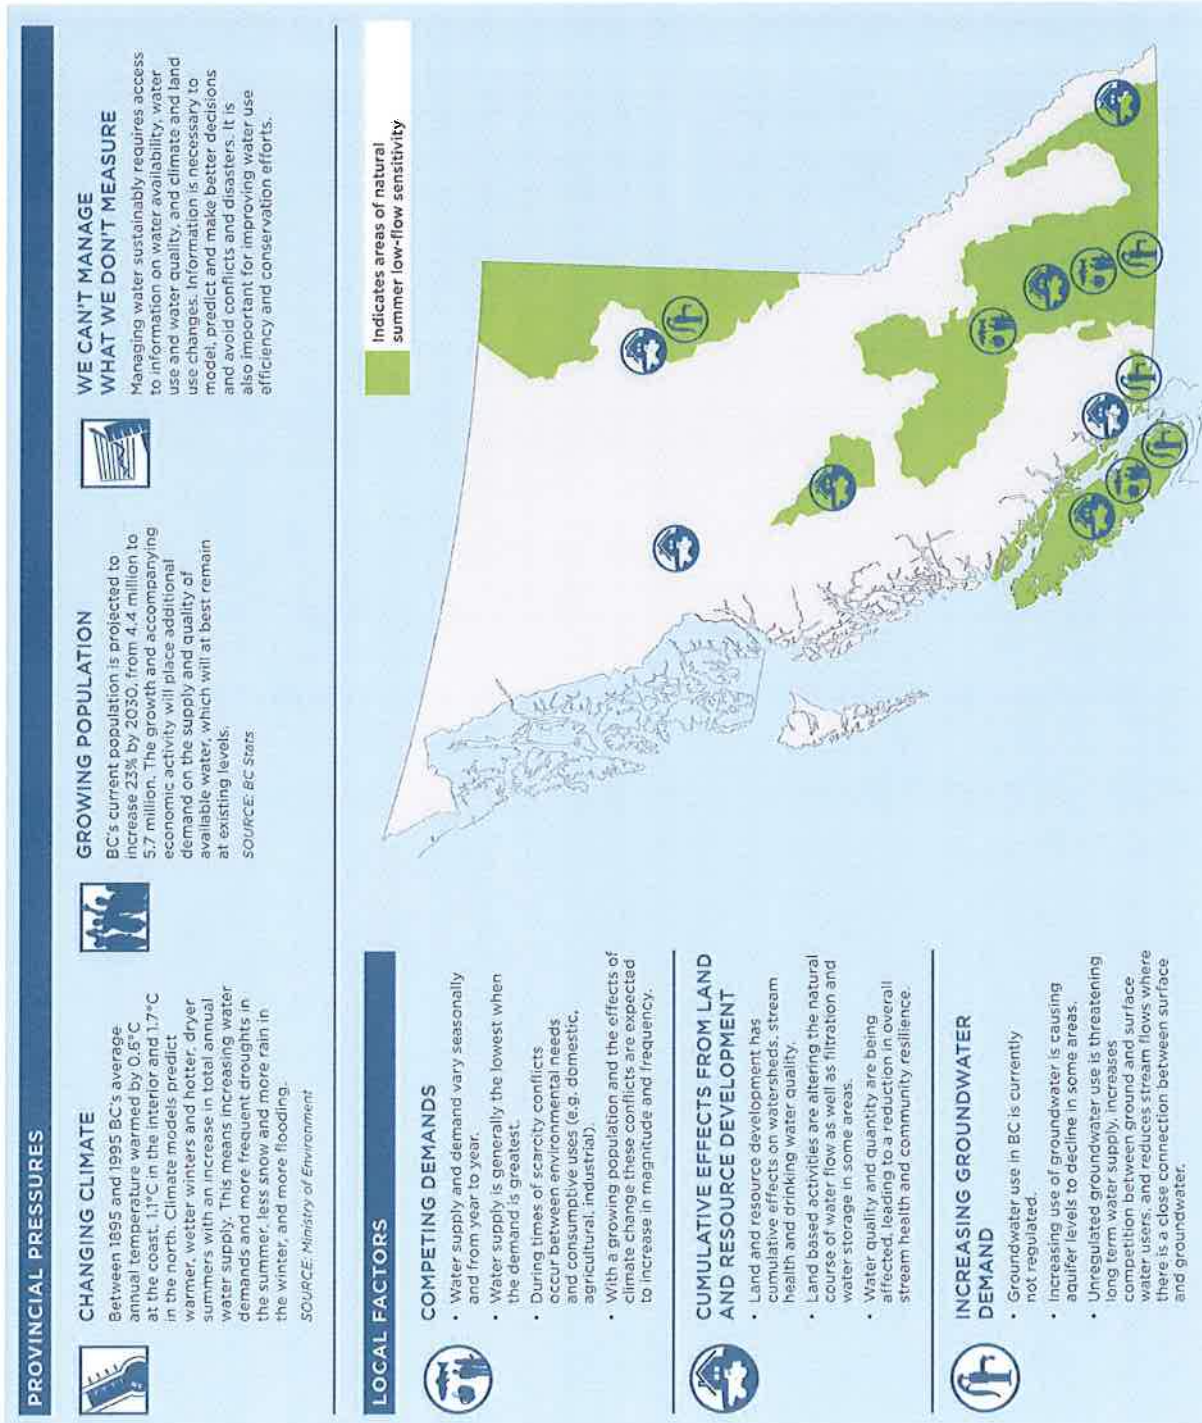 PROVINCIAL PRESSURES
CHANGING CLIMATE
Between 1895 and 1995 BC's average
annual temperature warmed by 0.6°C
at the coast, 1.1°C in the interior and 1.7°C
in the north. Climate models predict
warmer, wetter winters and hotter, dryer
summers with an increase in total annual
water supply. This means increasing water
demands and more frequent droughts in
the summer, less snow and more rain in
the winter, and more flooding.
SOURCE: Ministry of Environment
GROWING POPULATION
BC's current population is projected to
increase 23% by 2030, from 4.4 million to
5.7 million. The growth and accompanying
economic activity will place additional
demand on the supply and quality of
available water, which will at best remain
at existing levels.
SOURCE: BC Stats
WE CAN'T MANAGE
WHAT WE DON'T MEASURE
Managing water sustainably requires access
to information on water availability, water
use and water quality, and climate and land
use changes. Information is necessary to
model, predict and make better decisions
and avoid conflicts and disasters. It is
also important for improving water use
efficiency and conservation efforts.
LOCAL FACTORS
COMPETING DEMANDS
• Water supply and demand vary seasonally
and from year to year.
• Water supply is generally the lowest when
the demand is greatest.
• During times of scarcity conflicts
occur between environmental needs
and consumptive uses (e.g. domestic,
agricultural, industrial).
• With a growing population and the effects of
climate change these conflicts are expected
to increase in magnitude and frequency.
CUMULATIVE EFFECTS FROM LAND
AND RESOURCE DEVELOPMENT
• Land and resource development has
cumulative effects on watersheds, stream
health and drinking water quality.
• Land based activities are altering the natural
course of water flow as well as filtration and
water storage in some areas.
• Water quality and quantity are being
affected, leading to a reduction in overall
stream health and community resilience.
INCREASING GROUNDWATER
DEMAND
• Groundwater use in BC is currently
not regulated.
• Increasing use of groundwater is causing
aquifer levels to decline in some areas.
• Unregulated groundwater use is threatening
long term water supply, increases
competition between ground and surface
water users, and reduces stream flows where
there is a close connection between surface
and groundwater.
Indicates areas of natural
summer low-flow sensitivity